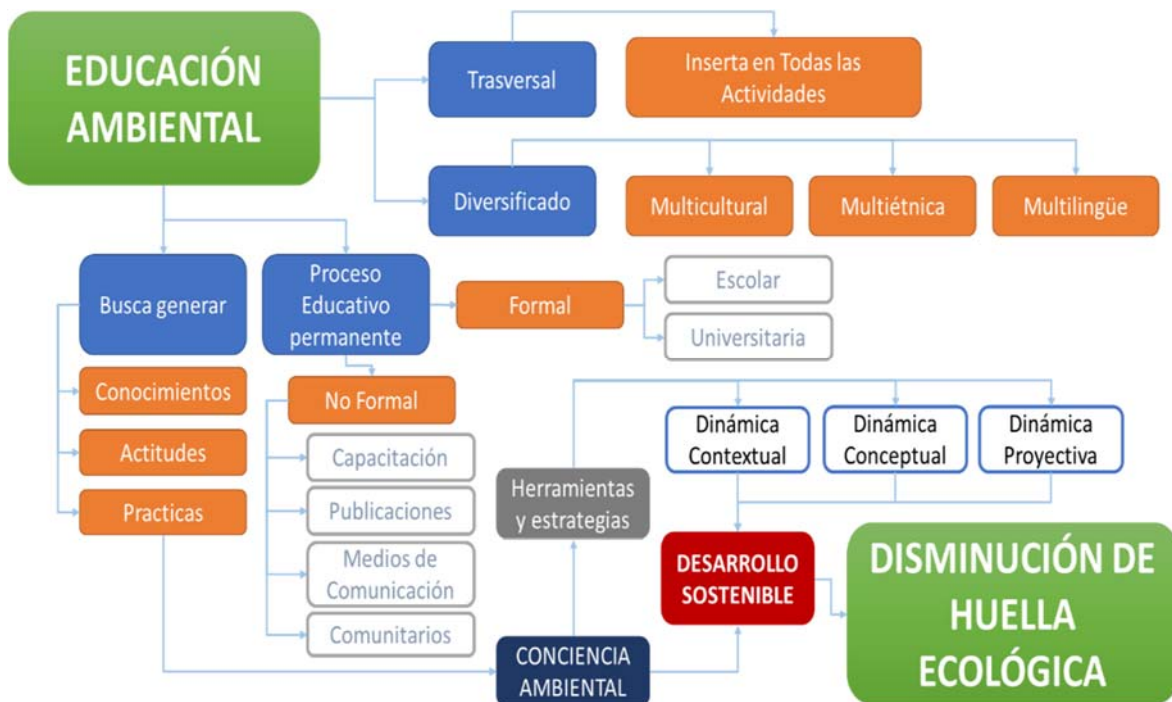 EDUCACIÓN
AMBIENTAL
Trasversal
Inserta en Todas las
Actividades
Diversificado
Multicultural
Multiétnica
Multilingüe
Busca generar
Proceso
Educativo
permanente
Formal
Escolar
Universitaria
Conocimientos
Actitudes
Practicas
No Formal
Capacitación
Publicaciones
Medios de
Comunicación
Comunitarios
Herramientas
y estrategias
Dinámica
Contextual
Dinámica
Conceptual
Dinámica
Proyectiva
CONCIENCIA
AMBIENTAL
DESARROLLO
SOSTENIBLE
DISMINUCIÓN DE
HUELLA
ECOLÓGICA